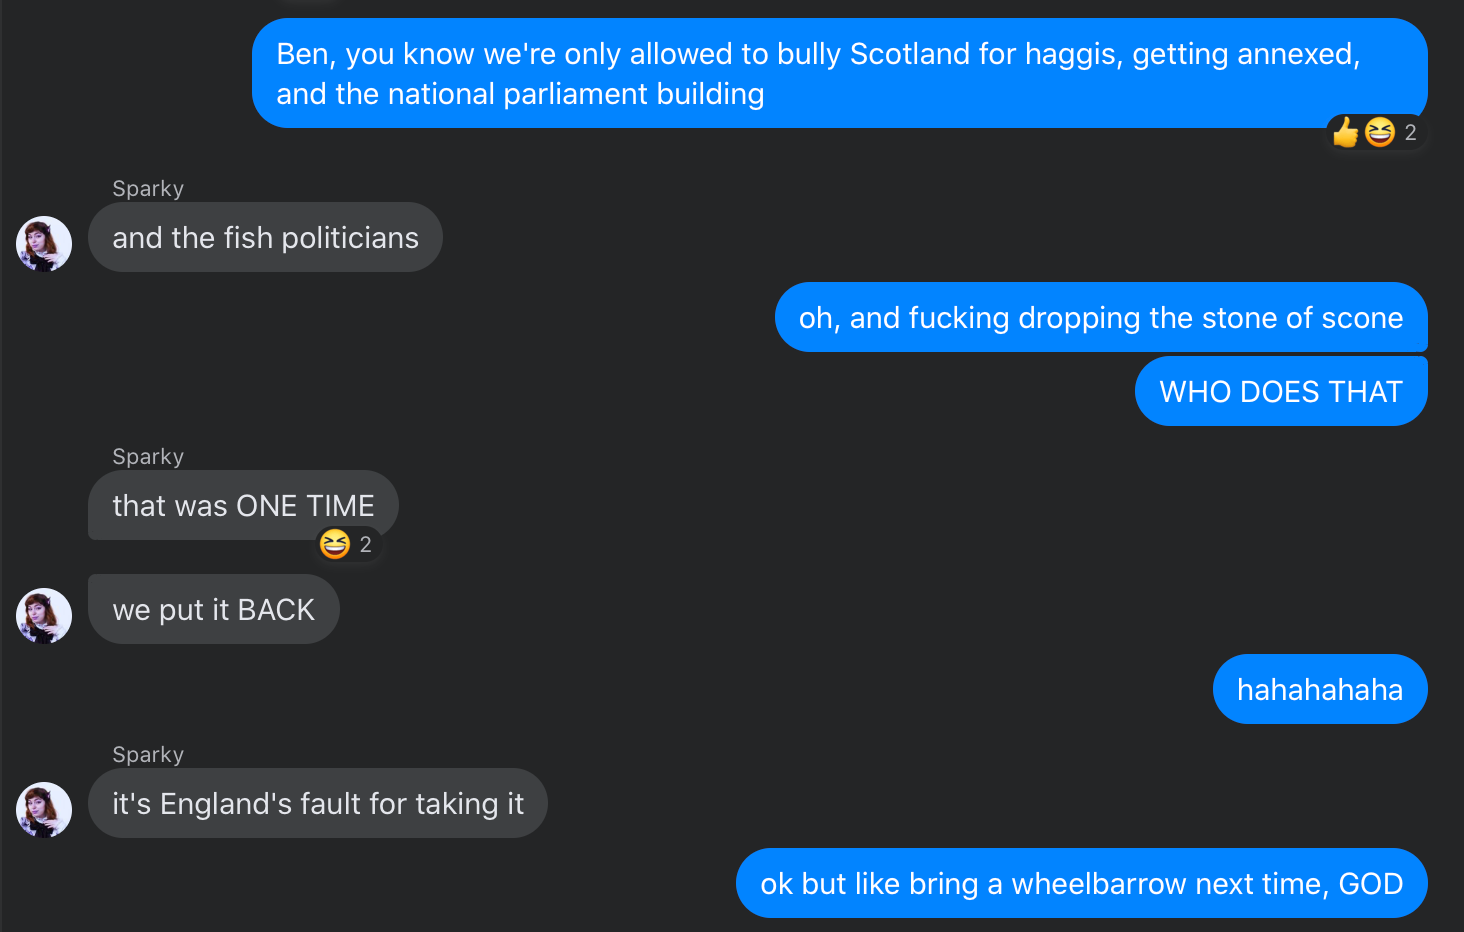 Ben, you know we're only allowed to bully Scotland for haggis, getting annexed,
and the national parliament building
👍😆 2
Sparky
and the fish politicians
oh, and fucking dropping the stone of scone
WHO DOES THAT
Sparky
that was ONE TIME
😆 2
we put it BACK
hahahahaha
Sparky
it's England's fault for taking it
ok but like bring a wheelbarrow next time, GOD